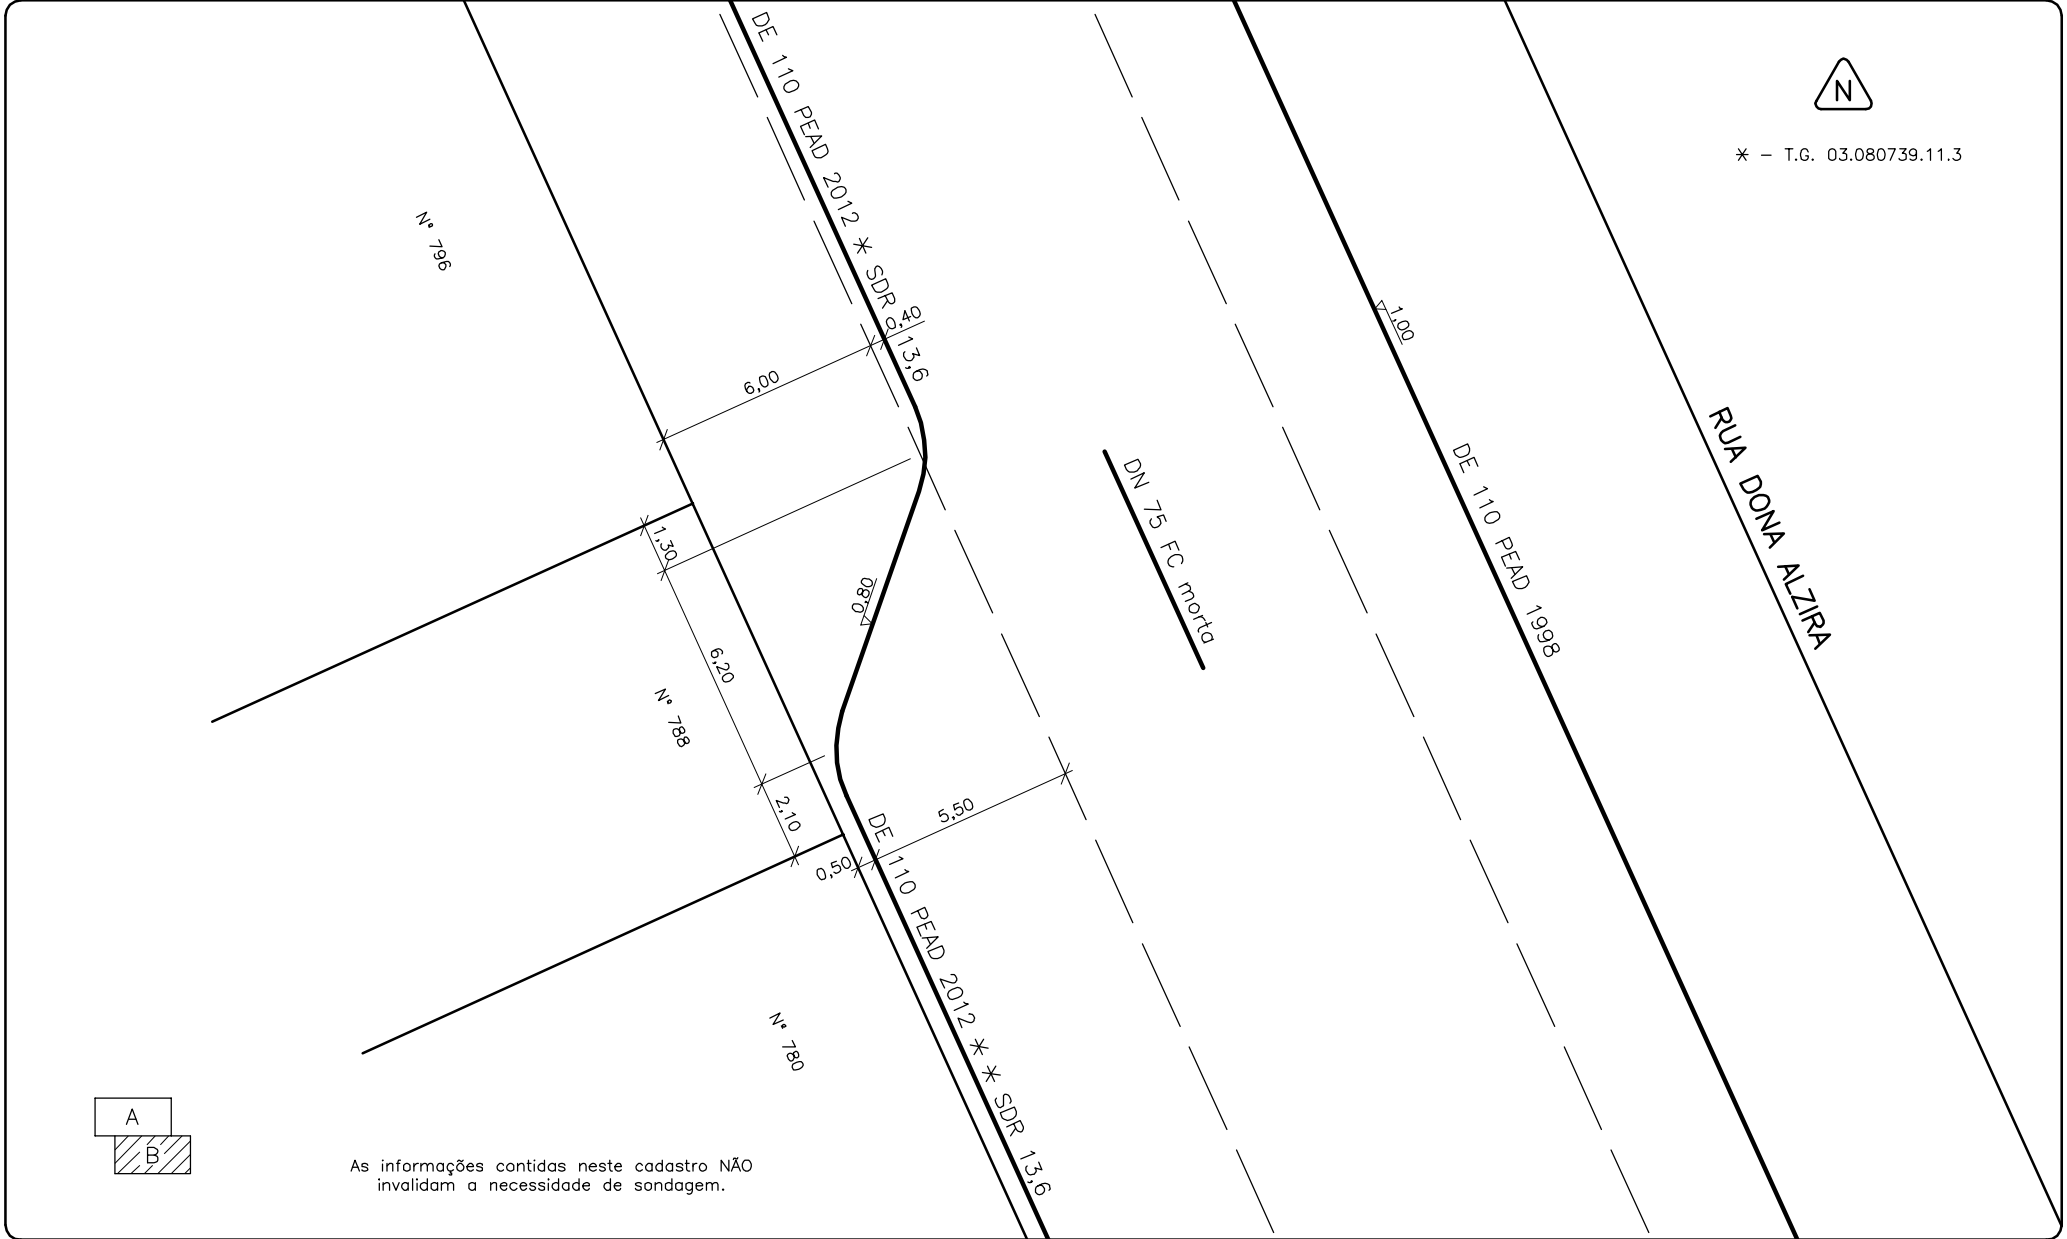 DE 110 PEAD 2012 * SDR 13,6
N
* - T.G. 03.080739.11.3
Nº 796
0,40
6,00
1,00
RUA DONA ALZIRA
DE 110 PEAD 1998
DN 75 FC morta
1,30
0,80
6,20
Nº 788
2,10
5,50
0,50
DE 110 PEAD 2012 * * SDR 13,6
Nº 780
A
B
As informações contidas neste cadastro NÃO
invalidam a necessidade de sondagem.